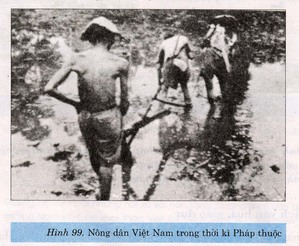 Hình 99. Nông dân Việt Nam trong thời kì Pháp thuộc